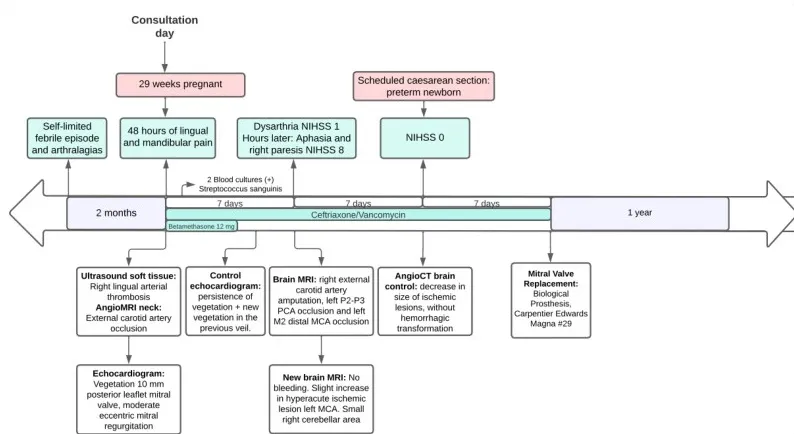 Consultation
day
29 weeks pregnant
Scheduled caesarean section:
preterm newborn
Self-limited
febrile episode
and arthralagias
48 hours of lingual
and mandibular pain
Dysarthria NIHSS 1
Hours later: Aphasia and
right paresis NIHSS 8
NIHSS 0
2 Blood cultures (+)
Streptococcus sanguinis
2 months
7 days
7 days
7 days
1 year
Ceftriaxone/Vancomycin
Betamethasone 12 mg
Ultrasound soft tissue:
Right lingual arterial
thrombosis
AngioMRI neck:
External carotid artery
occlusion
Control
echocardiogram:
persistence of
vegetation + new
vegetation in the
previous veil.
Brain MRI: right external
carotid artery
amputation, left P2-P3
PCA occlusion and left
M2 distal MCA occlusion
AngioCT brain
control: decrease in
size of ischemic
lesions, without
hemorrhagic
transformation.
Mitral Valve
Replacement:
Biological
Prosthesis,
Carpentier Edwards
Magna #29
Echocardiogram:
Vegetation 10 mm
posterior leaflet mitral
valve, moderate
eccentric mitral
regurgitation
New brain MRI: No
bleeding. Slight increase
in hyperacute ischemic
lesion left MCA. Small
right cerebellar area